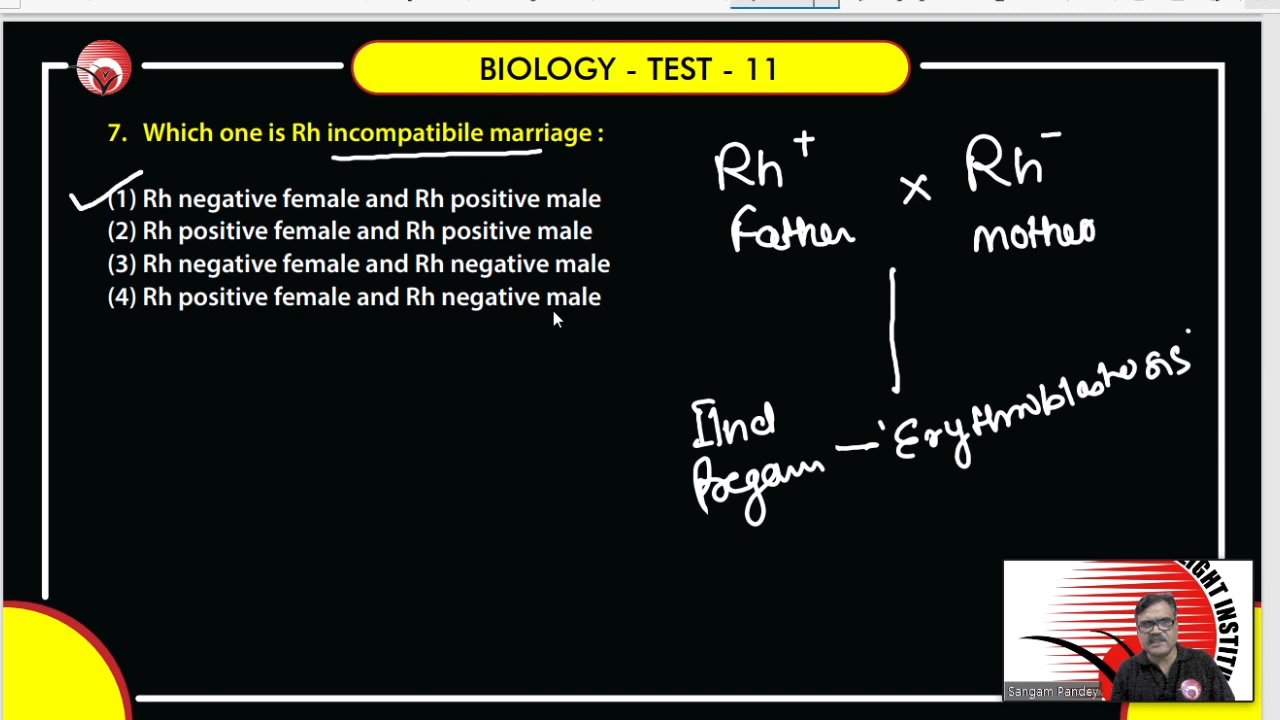 BIOLOGY - TEST - 11
7. Which one is Rh incompatibile marriage :
(1) Rh negative female and Rh positive male
(2) Rh positive female and Rh positive male
(3) Rh negative female and Rh negative male
(4) Rh positive female and Rh negative male
Rh+ × Rh-
Father mother
IInd
— Erythroblastosis
IGHT INSTIT
Sangam Pandey